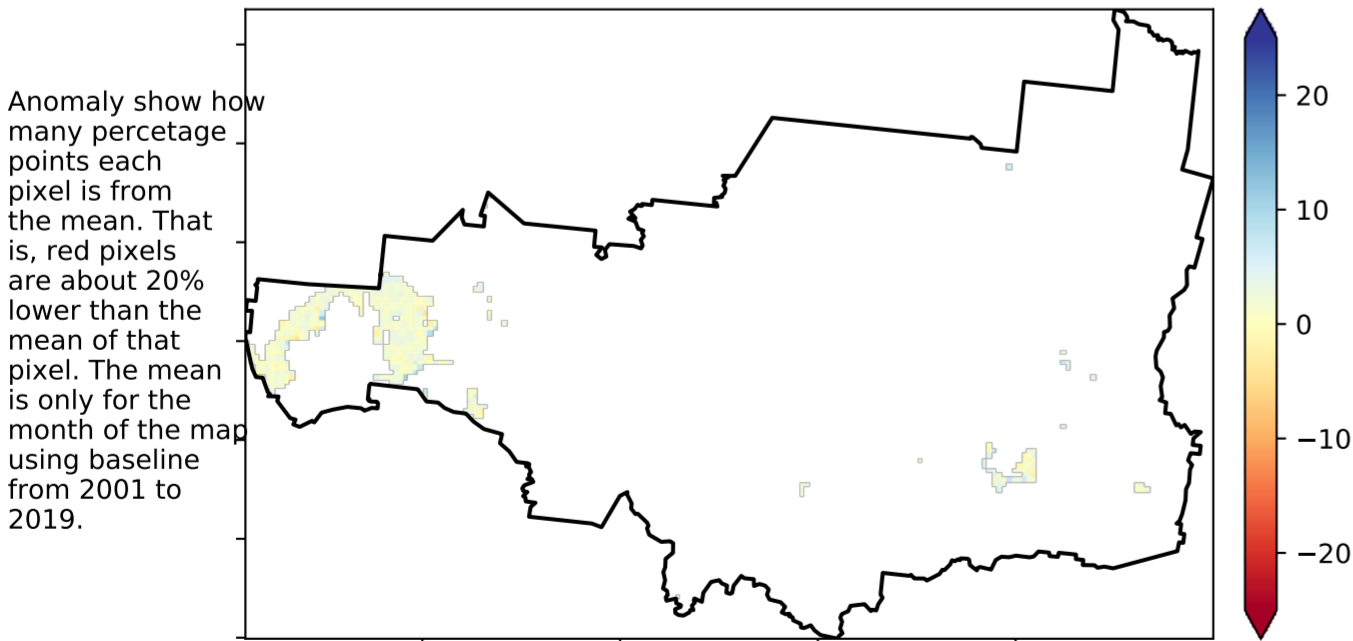 Anomaly show how
many percetage
points each
pixel is from
the mean. That
is, red pixels
are about 20%
lower than the
mean of that
pixel. The mean
is only for the
month of the map
using baseline
from 2001 to
2019.
20
10
0
−10
−20